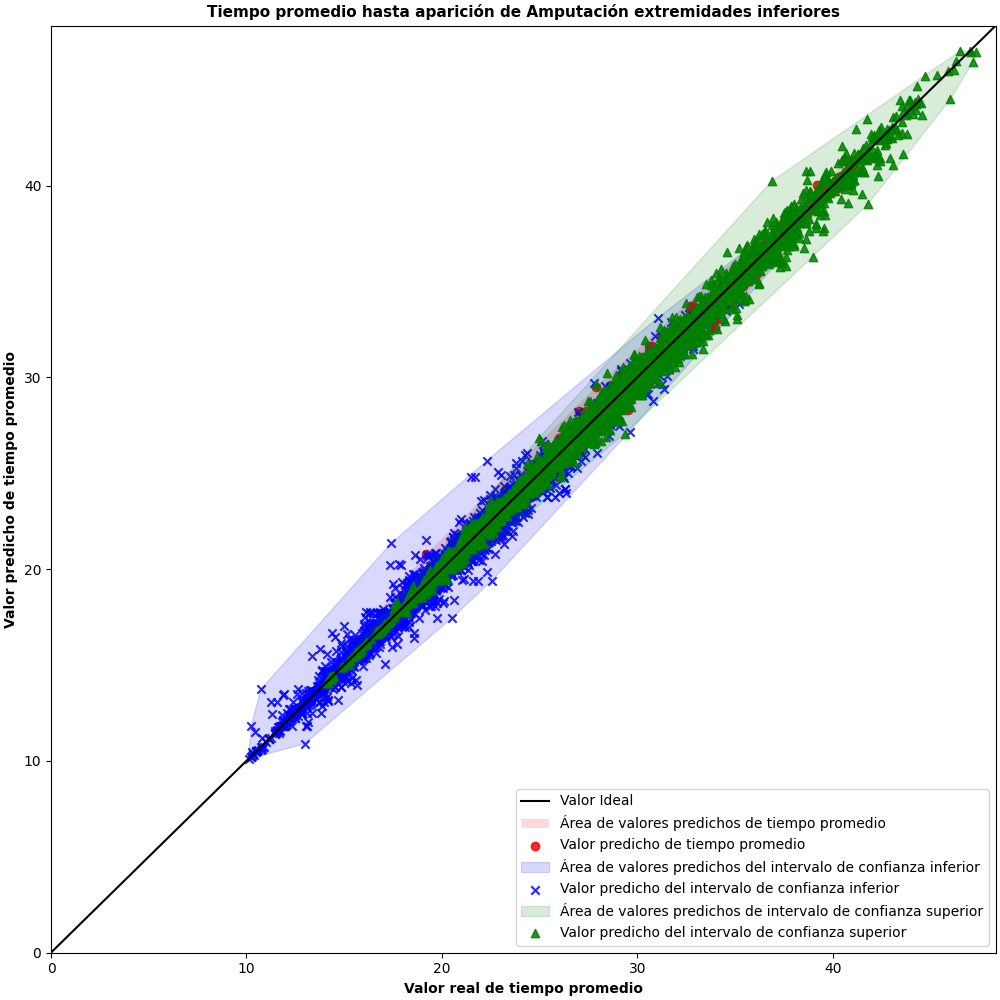 Tiempo promedio hasta aparición de Amputación extremidades inferiores
Valor predicho de tiempo promedio
40
30
20
10
0
0 10 20 30 40
Valor real de tiempo promedio
Valor Ideal
Área de valores predichos de tiempo promedio
Valor predicho de tiempo promedio
Área de valores predichos del intervalo de confianza inferior
Valor predicho del intervalo de confianza inferior
Área de valores predichos de intervalo de confianza superior
Valor predicho del intervalo de confianza superior